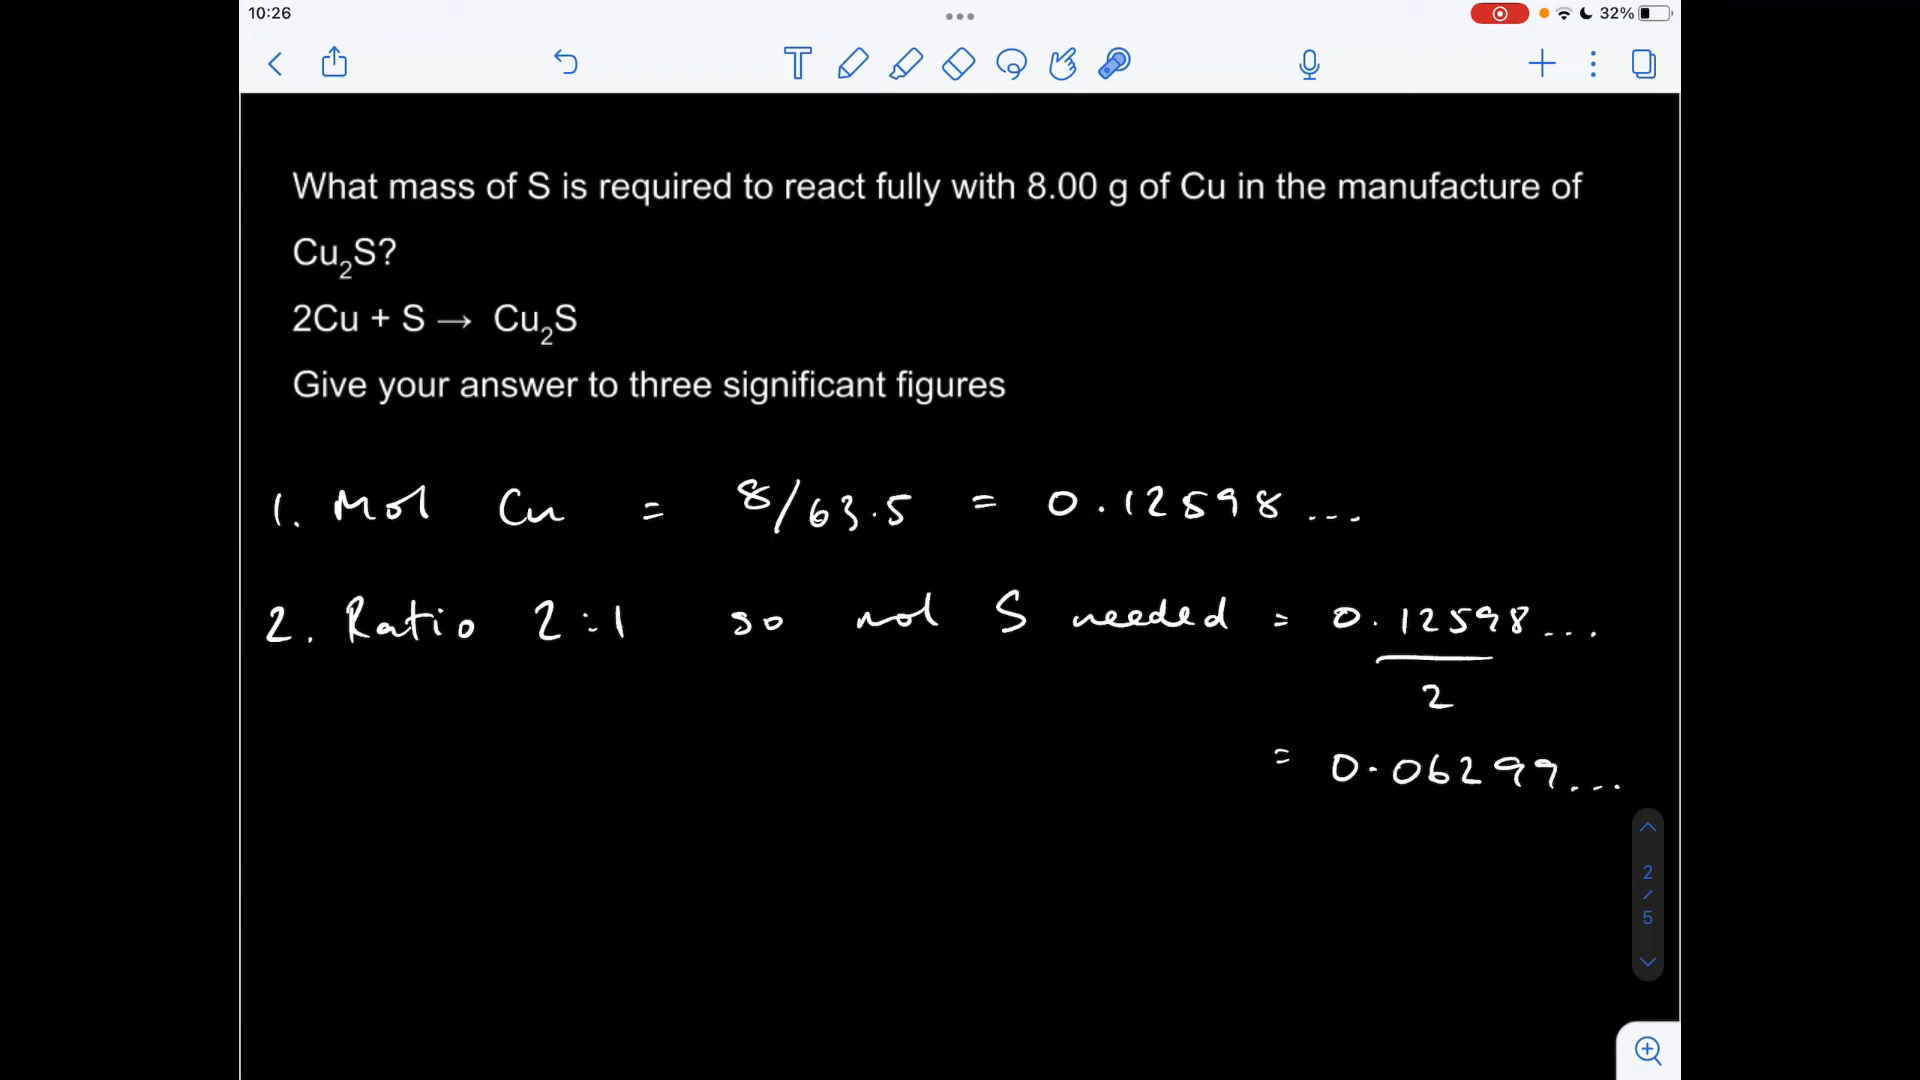 10:26
32%
What mass of S is required to react fully with 8.00 g of Cu in the manufacture of
Cu₂S?
2Cu + S → Cu₂S
Give your answer to three significant figures
1. Mol Cu = 8/63.5 = 0.12598...
2. Ratio 2:1 so mol S needed = 0.12598...
2
= 0.06299...
2
/
5